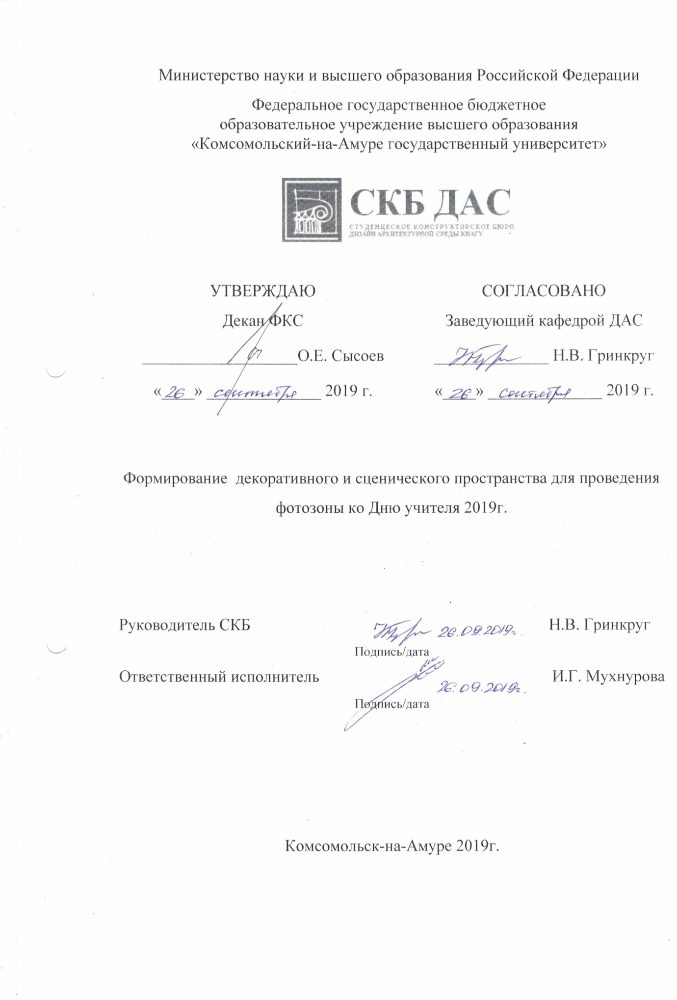 Министерство науки и высшего образования Российской Федерации
Федеральное государственное бюджетное
образовательное учреждение высшего образования
«Комсомольский-на-Амуре государственный университет»
СКБ ДАС
СТУДЕНЦЕСКОЕ КОНСТРУКТОРСКОЕ БЮРО
ДИЗАЙН АРХИТЕКТУРНОЙ СРЕДЫ КНАГУ
УТВЕРЖДАЮ
Декан ФКС
О.Е. Сысоев
«26» сентября 2019 г.
СОГЛАСОВАНО
Заведующий кафедрой ДАС
Н.В. Гринкруг
«26» сентября 2019 г.
Формирование декоративного и сценического пространства для проведения
фотозоны ко Дню учителя 2019г.
Руководитель СКБ 26.09.2019г. Н.В. Гринкруг
Подпись/дата
Ответственный исполнитель 26.09.2019г. И.Г. Мухнурова
Подпись/дата
Комсомольск-на-Амуре 2019г.